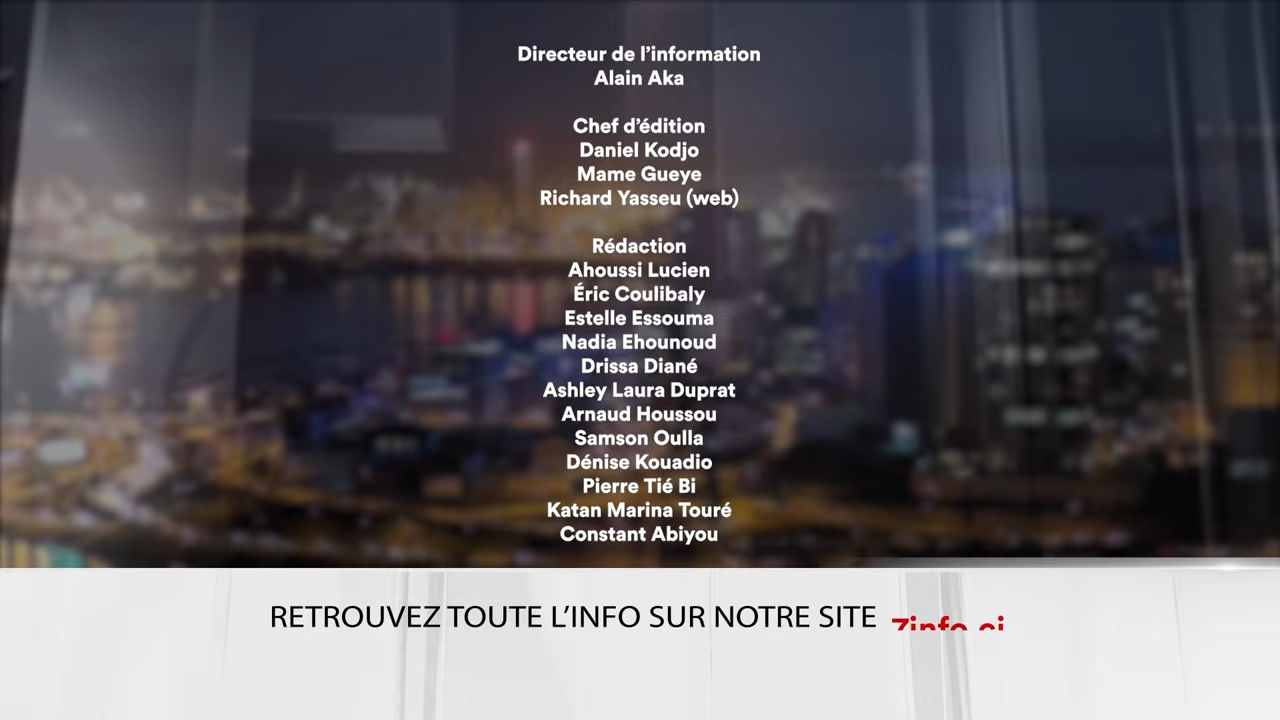 Directeur de l’information
Alain Aka
Chef d’édition
Daniel Kodjo
Mame Gueye
Richard Yasseu (web)
Rédaction
Ahoussi Lucien
Éric Coulibaly
Estelle Essouma
Nadia Ehounoud
Drissa Diané
Ashley Laura Duprat
Arnaud Houssou
Samson Oulla
Dénise Kouadio
Pierre Tié Bi
Katan Marina Touré
Constant Abiyou
RETROUVEZ TOUTE L’INFO SUR NOTRE SITE